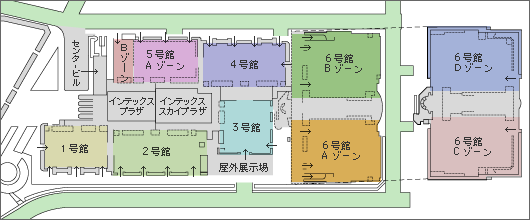 センタービル
B
ゾーン
5号館
Aゾーン
4号館
6号館
Bゾーン
6号館
Dゾーン
インテックス
プラザ
インテックス
スカイプラザ
3号館
1号館
2号館
屋外展示場
6号館
Aゾーン
6号館
Cゾーン